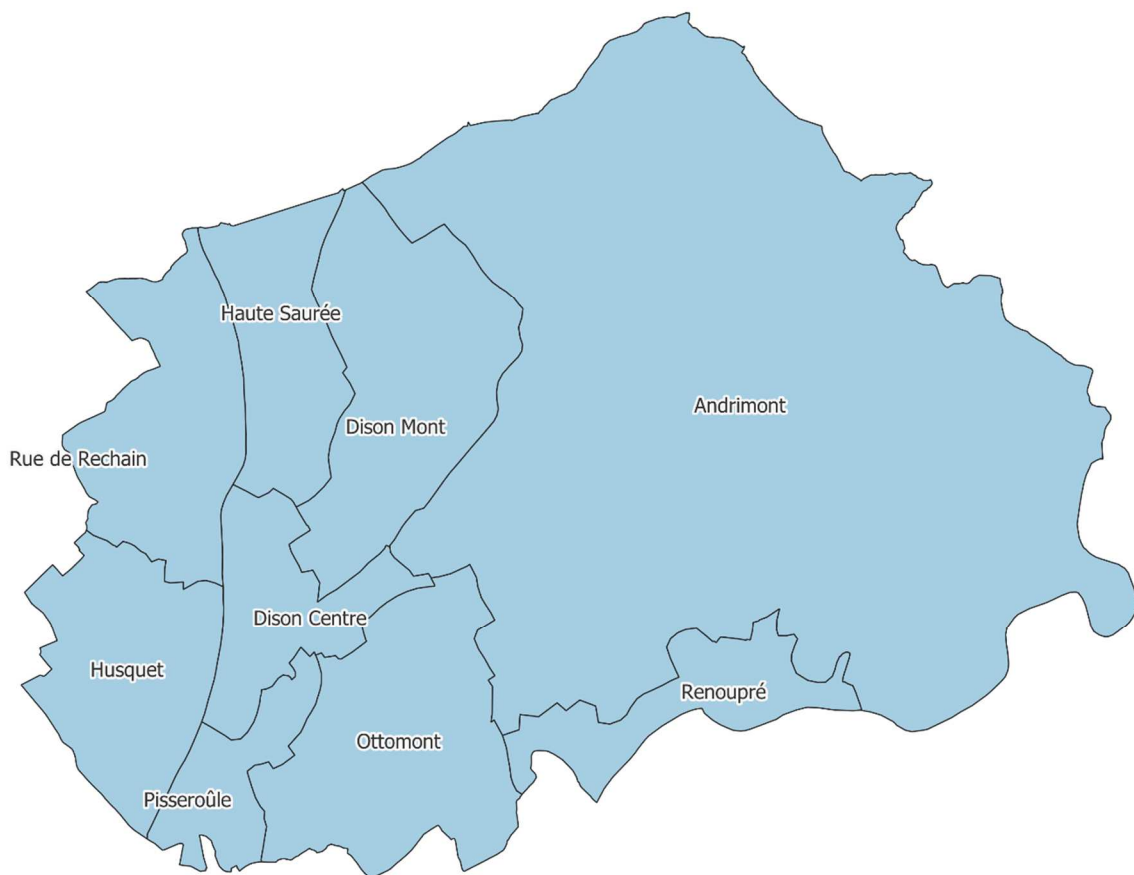 Haute Saurée
Andrimont
Dison Mont
Rue de Rechain
Dison Centre
Husquet
Renoupré
Ottomont
Pisseroûle